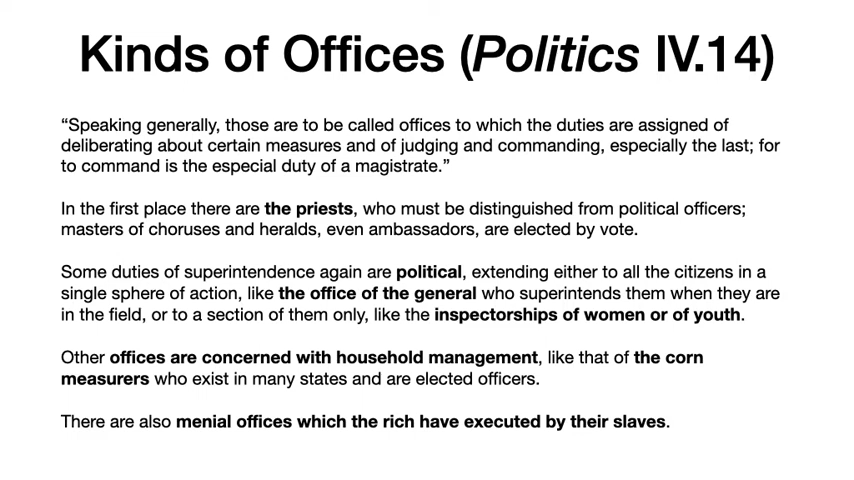 Kinds of Offices (Politics IV.14)
“Speaking generally, those are to be called offices to which the duties are assigned of
deliberating about certain measures and of judging and commanding, especially the last; for
to command is the especial duty of a magistrate.”
In the first place there are the priests, who must be distinguished from political officers;
masters of choruses and heralds, even ambassadors, are elected by vote.
Some duties of superintendence again are political, extending either to all the citizens in a
single sphere of action, like the office of the general who superintends them when they are
in the field, or to a section of them only, like the inspectorships of women or of youth.
Other offices are concerned with household management, like that of the corn
measurers who exist in many states and are elected officers.
There are also menial offices which the rich have executed by their slaves.